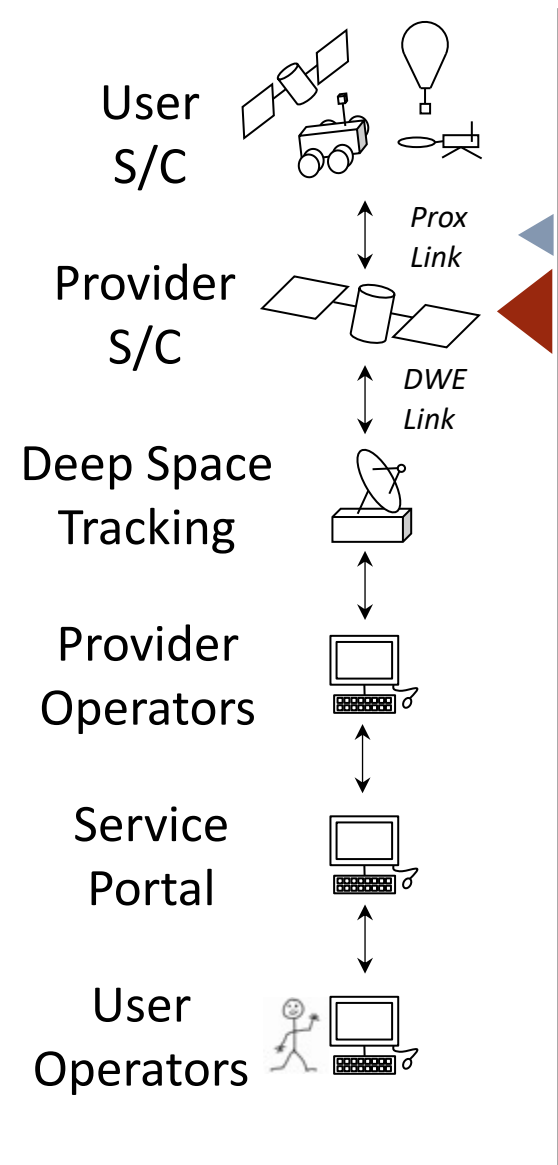 User
S/C
Prox
Link
Provider
S/C
DWE
Link
Deep Space
Tracking
Provider
Operators
Service
Portal
User
Operators